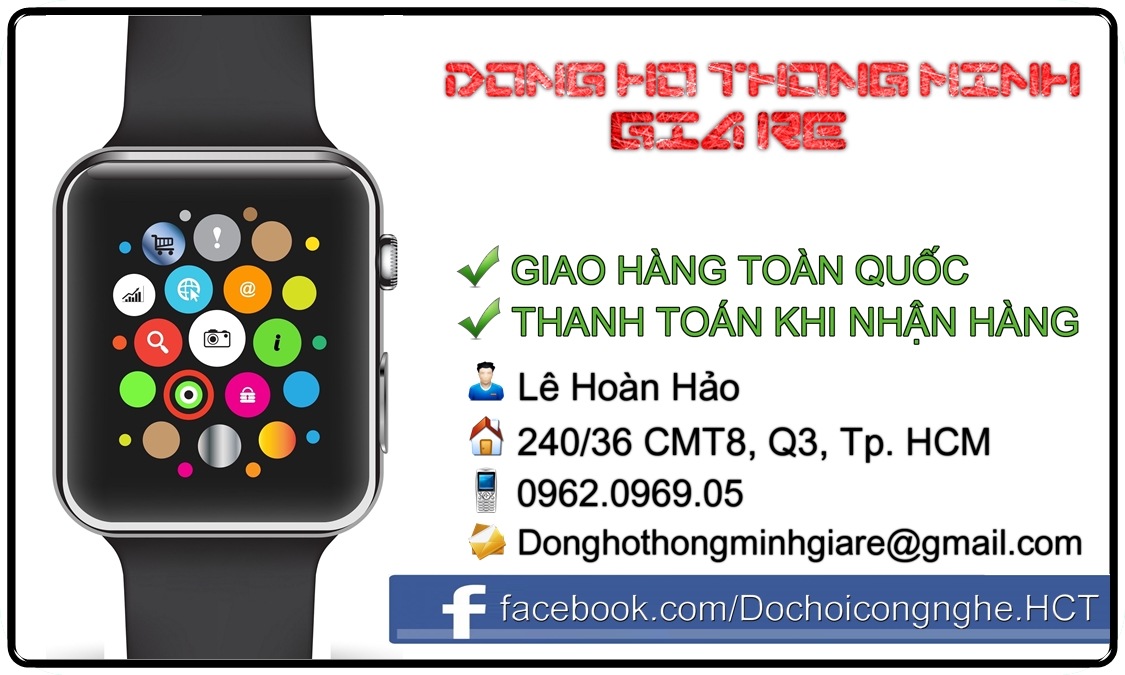 DONG HO THONG MINH
GIA RE
GIAO HÀNG TOÀN QUỐC
THANH TOÁN KHI NHẬN HÀNG
Lê Hoàn Hảo
240/36 CMT8, Q3, Tp. HCM
0962.0969.05
Donghothongminhgiare@gmail.com
f facebook.com/Dochoicongnghe.HCT